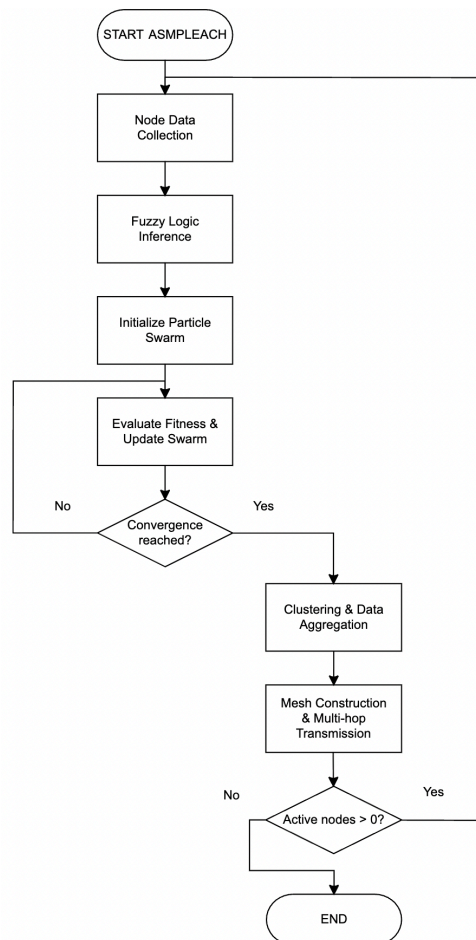 START ASMPLEACH
Node Data
Collection
Fuzzy Logic
Inference
Initialize Particle
Swarm
Evaluate Fitness &
Update Swarm
No
Yes
Convergence
reached?
Clustering & Data
Aggregation
Mesh Construction
& Multi-hop
Transmission
No
Yes
Active nodes > 0?
END